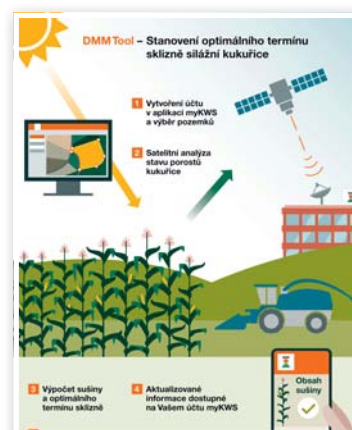 DMM Tool – Stanovení optimálního termínu
sklizně silážní kukuřice
1 Vytvoření účtu
v aplikaci myKWS
a výběr pozemků
2 Satelitní analýza
stavu porostů
kukuřice
3 Výpočet sušiny
a optimálního
termínu sklizně
4 Aktualizované
informace dostupné
na Vašem účtu myKWS
Obsah
sušiny